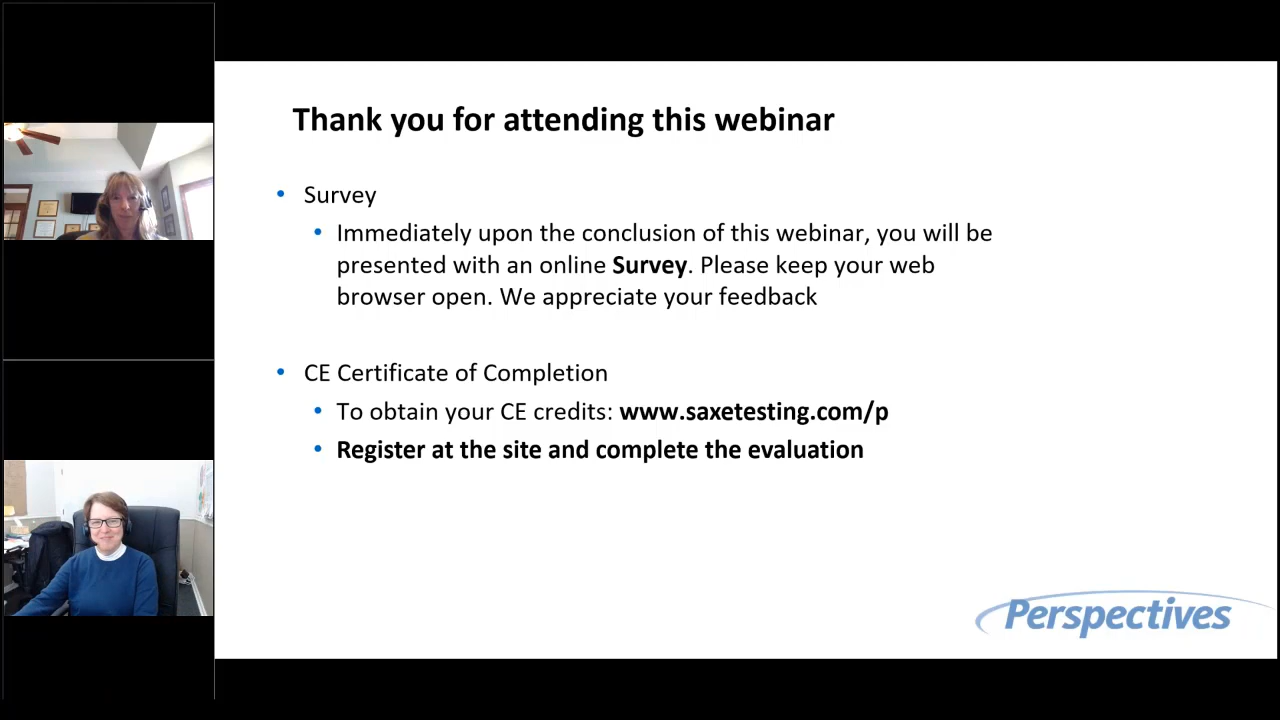 Thank you for attending this webinar
• Survey
• Immediately upon the conclusion of this webinar, you will be
presented with an online Survey. Please keep your web
browser open. We appreciate your feedback
• CE Certificate of Completion
• To obtain your CE credits: www.saxetesting.com/p
• Register at the site and complete the evaluation
Perspectives